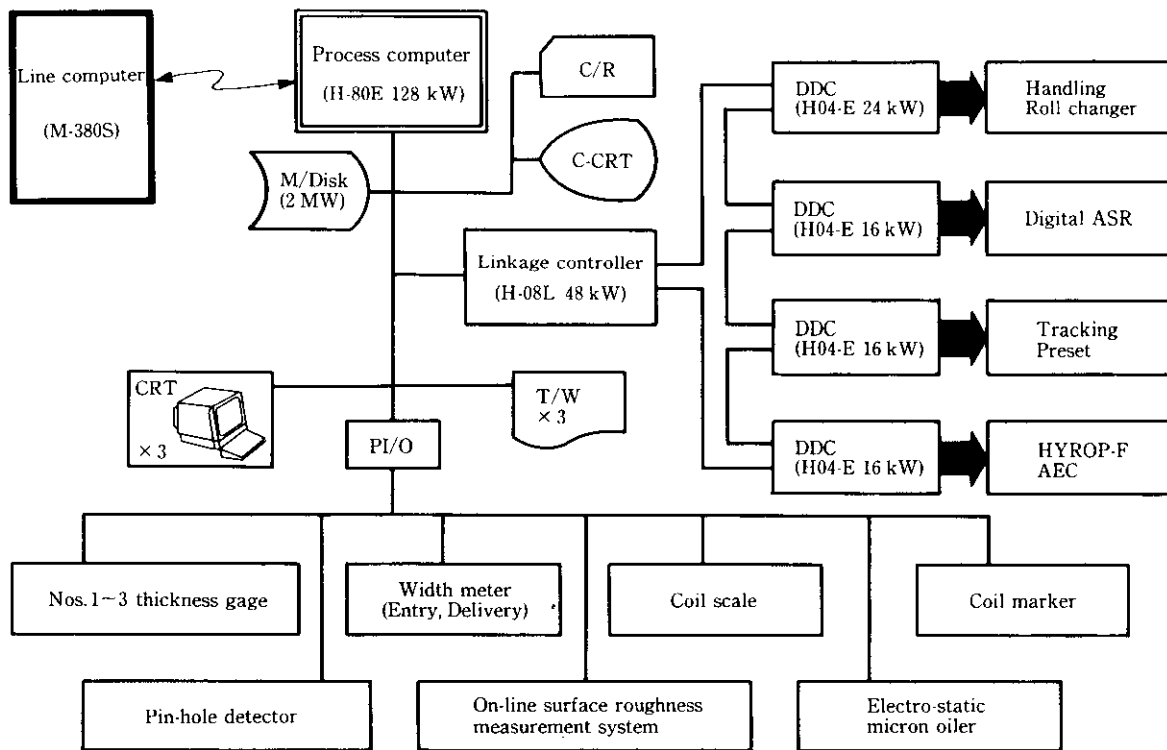 Line computer
(M-380S)
Process computer
(H-80E 128 kW)
C/R
C-CRT
M/Disk
(2 MW)
Linkage controller
(H-08L 48 kW)
DDC
(H04-E 24 kW)
Handling
Roll changer
DDC
(H04-E 16 kW)
Digital ASR
DDC
(H04-E 16 kW)
Tracking
Preset
DDC
(H04-E 16 kW)
HYROP-F
AEC
CRT
× 3
T/W
× 3
PI/O
Nos. 1~3 thickness gage
Width meter
(Entry, Delivery)
Coil scale
Coil marker
Pin-hole detector
On-line surface roughness
measurement system
Electro-static
micron oiler